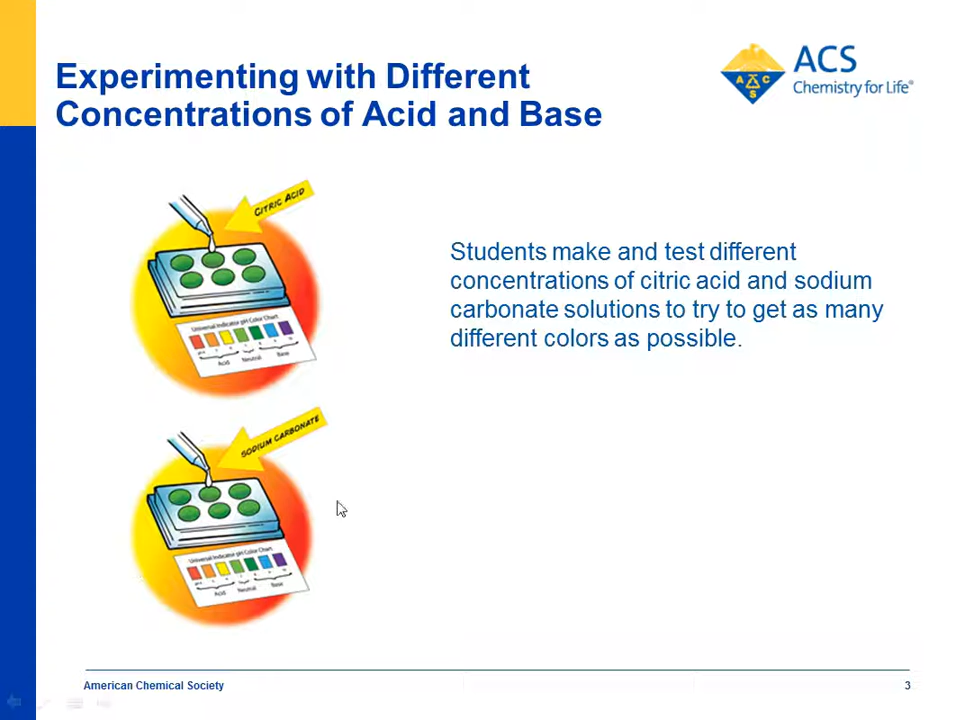 Experimenting with Different
Concentrations of Acid and Base
ACS
Chemistry for Life®
A C S
CITRIC ACID
Universal Indicator pH Color Chart
Acid Neutral Base
Students make and test different
concentrations of citric acid and sodium
carbonate solutions to try to get as many
different colors as possible.
SODIUM CARBONATE
Universal Indicator pH Color Chart
Acid Neutral Base
American Chemical Society
3